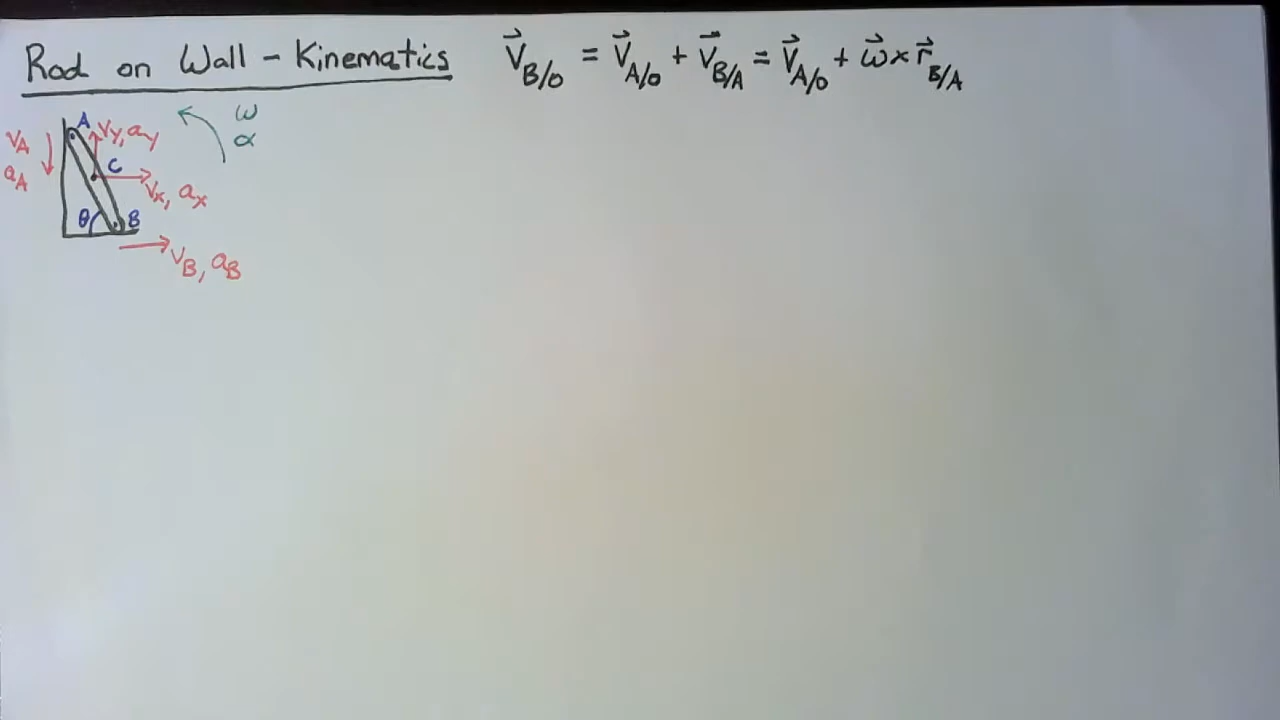 Rod on Wall - Kinematics V⃗B/O = V⃗A/O + V⃗B/A = V⃗A/O + ω⃗ × r⃗B/A
ω
α
A
VA
aA
Vy, ay
C
Vx, ax
θ
B
VB, aB